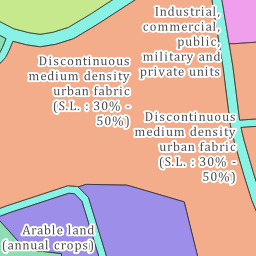 Industrial,
commercial,
public,
military and
private units
Discontinuous
medium density
urban fabric
(S.L. : 30% -
50%)
Discontinuous
medium density
urban fabric
(S.L. : 30% -
50%)
Arable land
(annual crops)